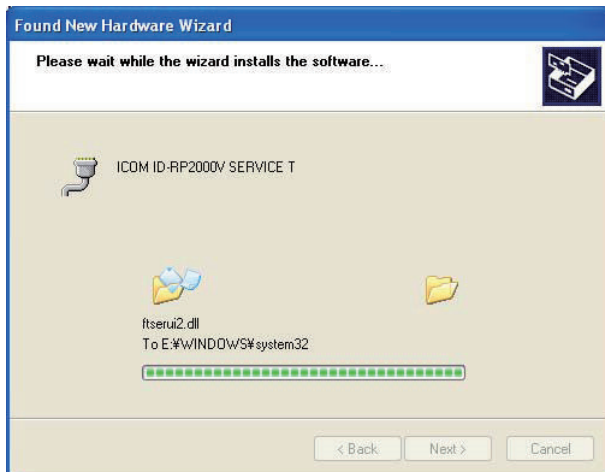 Found New Hardware Wizard
Please wait while the wizard installs the software...
ICOM ID-RP2000V SERVICE T
ftserui2.dll
To E:¥WINDOWS¥system32
< Back
Next >
Cancel